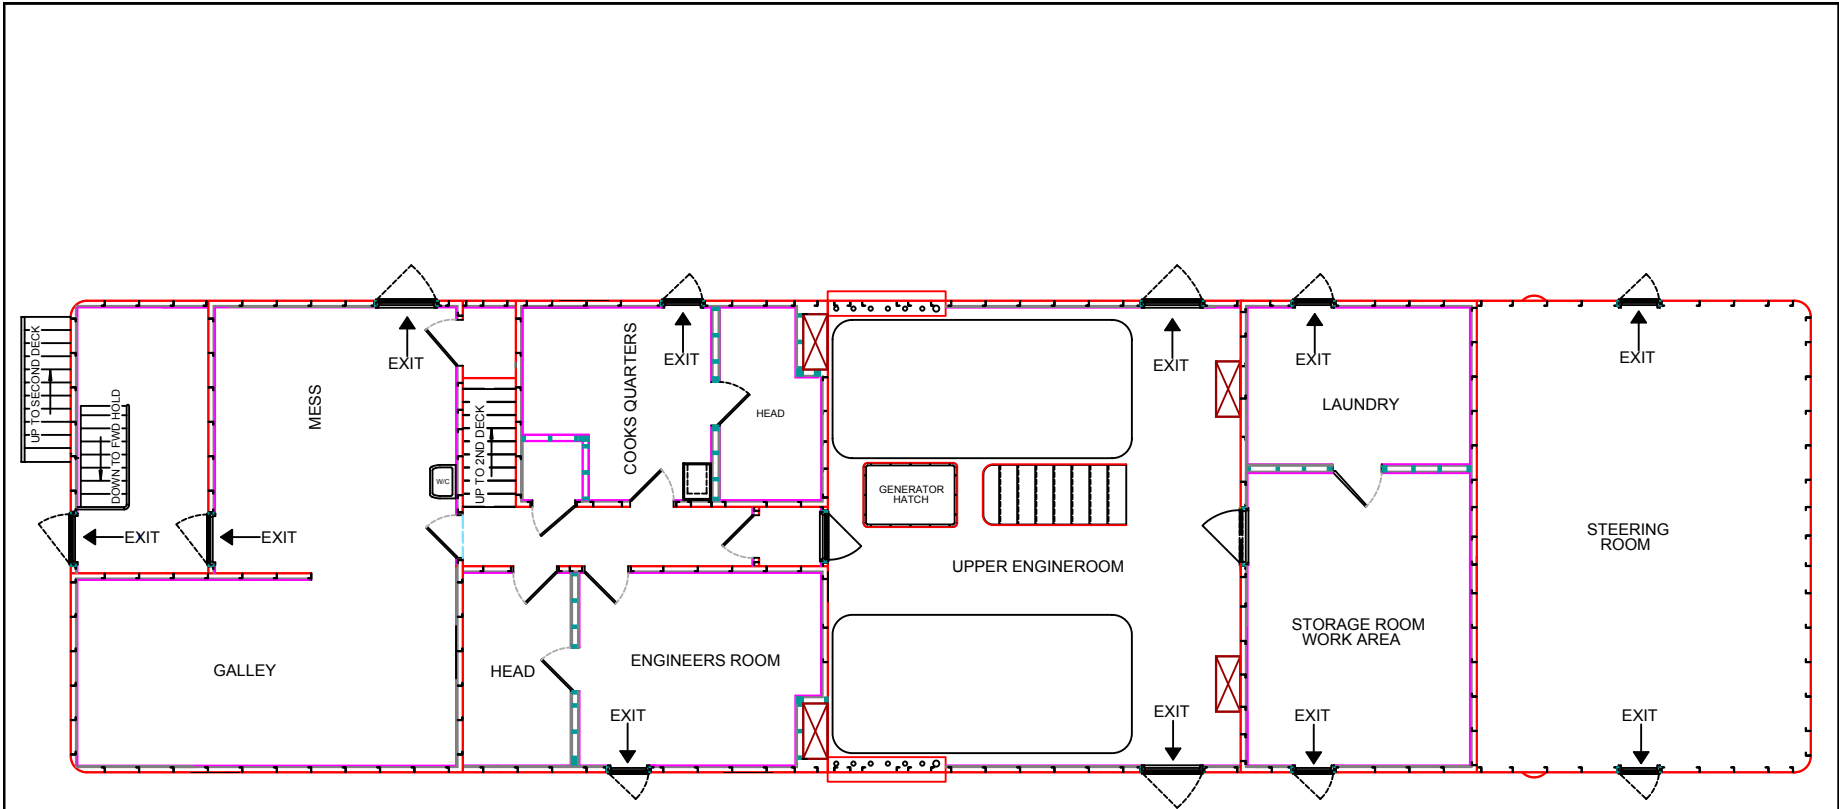 UP TO SECOND DECK
DOWN TO FWD HOLD
EXIT
EXIT
MESS
EXIT
W/C
UP TO 2ND DECK
COOKS QUARTERS
EXIT
HEAD
GALLEY
HEAD
ENGINEERS ROOM
EXIT
GENERATOR
HATCH
UPPER ENGINEROOM
EXIT
EXIT
EXIT
LAUNDRY
STORAGE ROOM
WORK AREA
EXIT
EXIT
STEERING
ROOM
EXIT